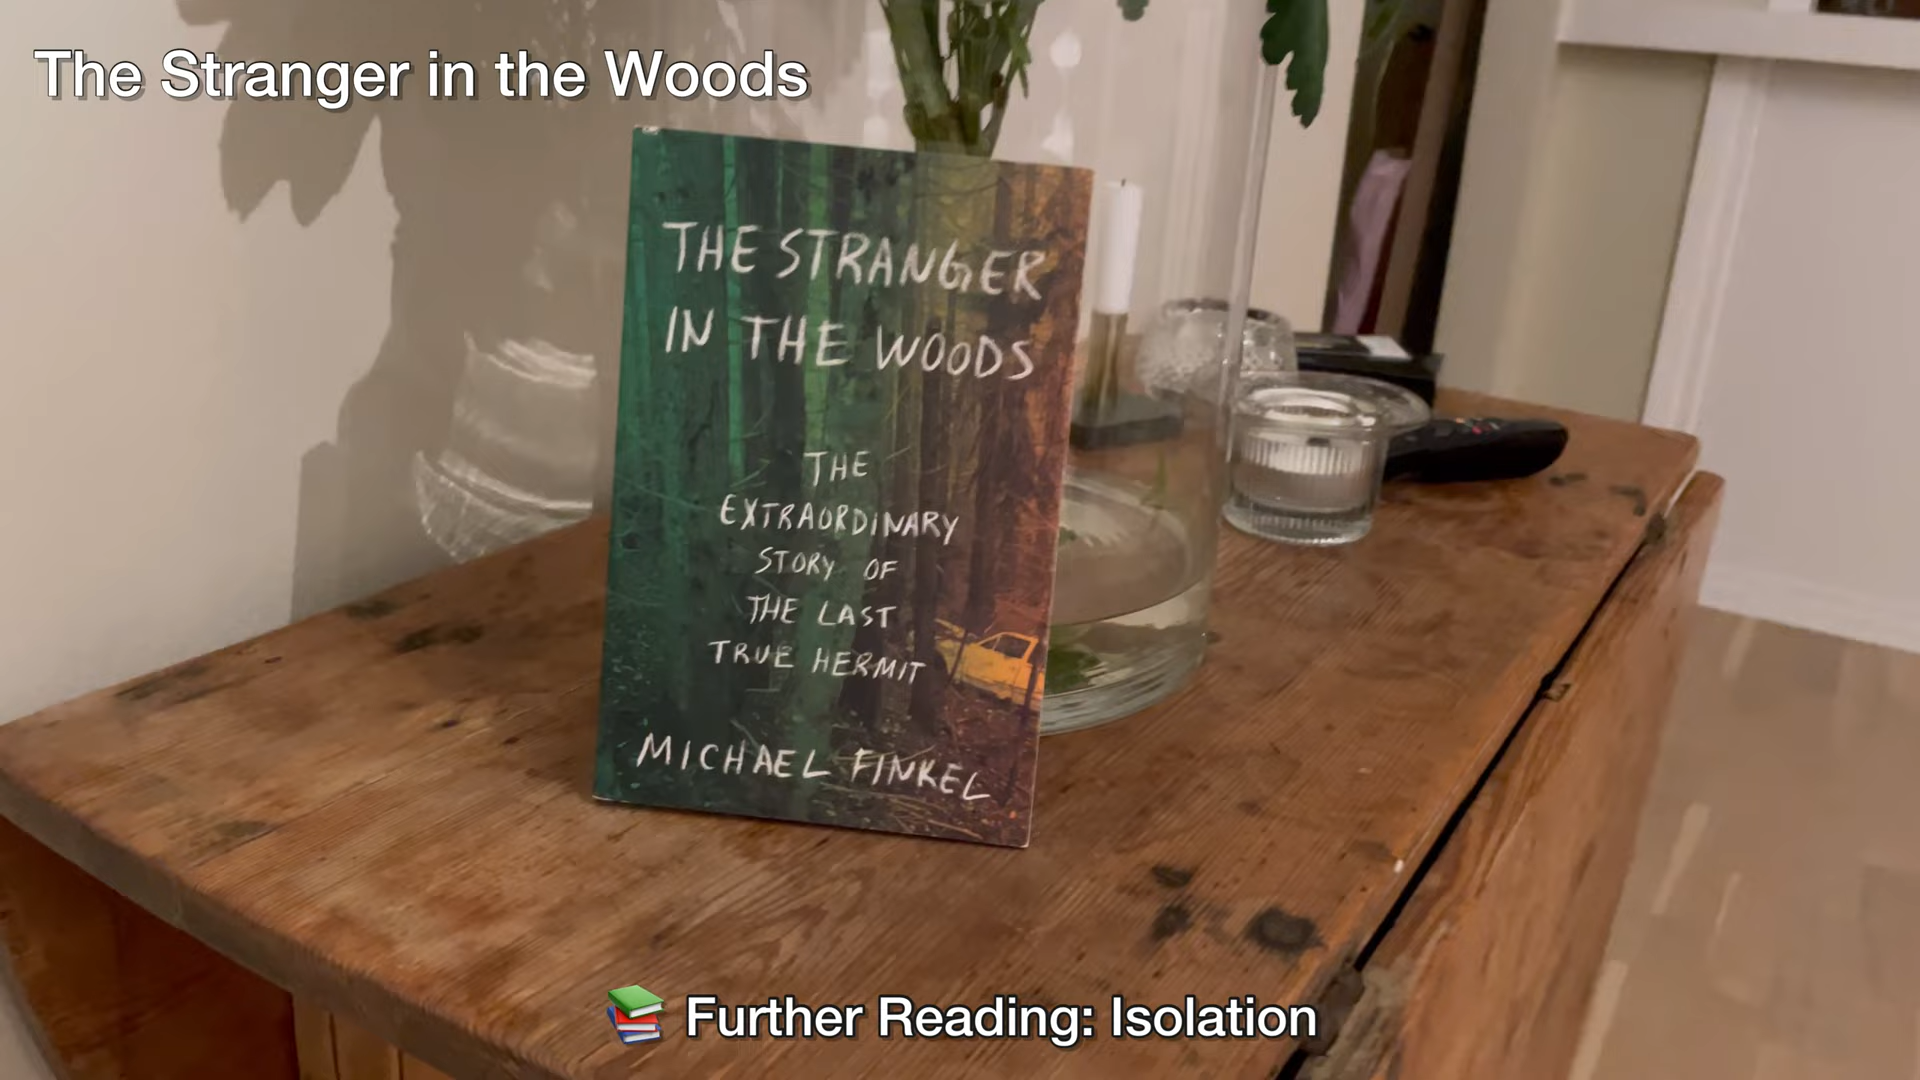 The Stranger in the Woods
THE STRANGER
IN THE WOODS
THE
EXTRAORDINARY
STORY OF
THE LAST
TRUE HERMIT
MICHAEL FINKEL
📚 Further Reading: Isolation